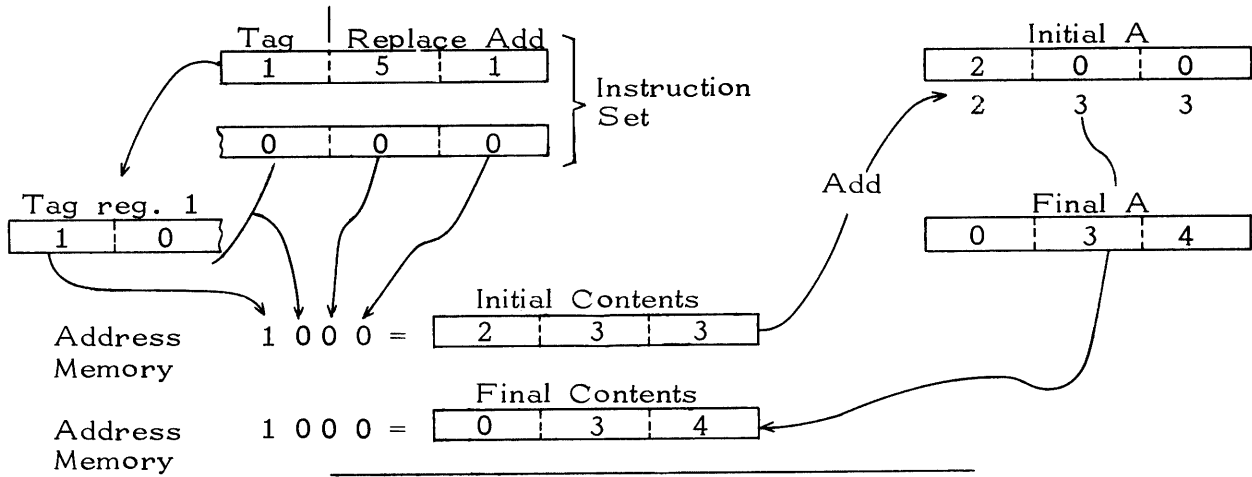 Tag Replace Add
1 5 1
Instruction Set
0 0 0
Tag reg. 1
1 0
Initial A
2 0 0
2 3 3
Add
Final A
0 3 4
Address Memory
1 0 0 0 =
Initial Contents
2 3 3
Address Memory
1 0 0 0 =
Final Contents
0 3 4